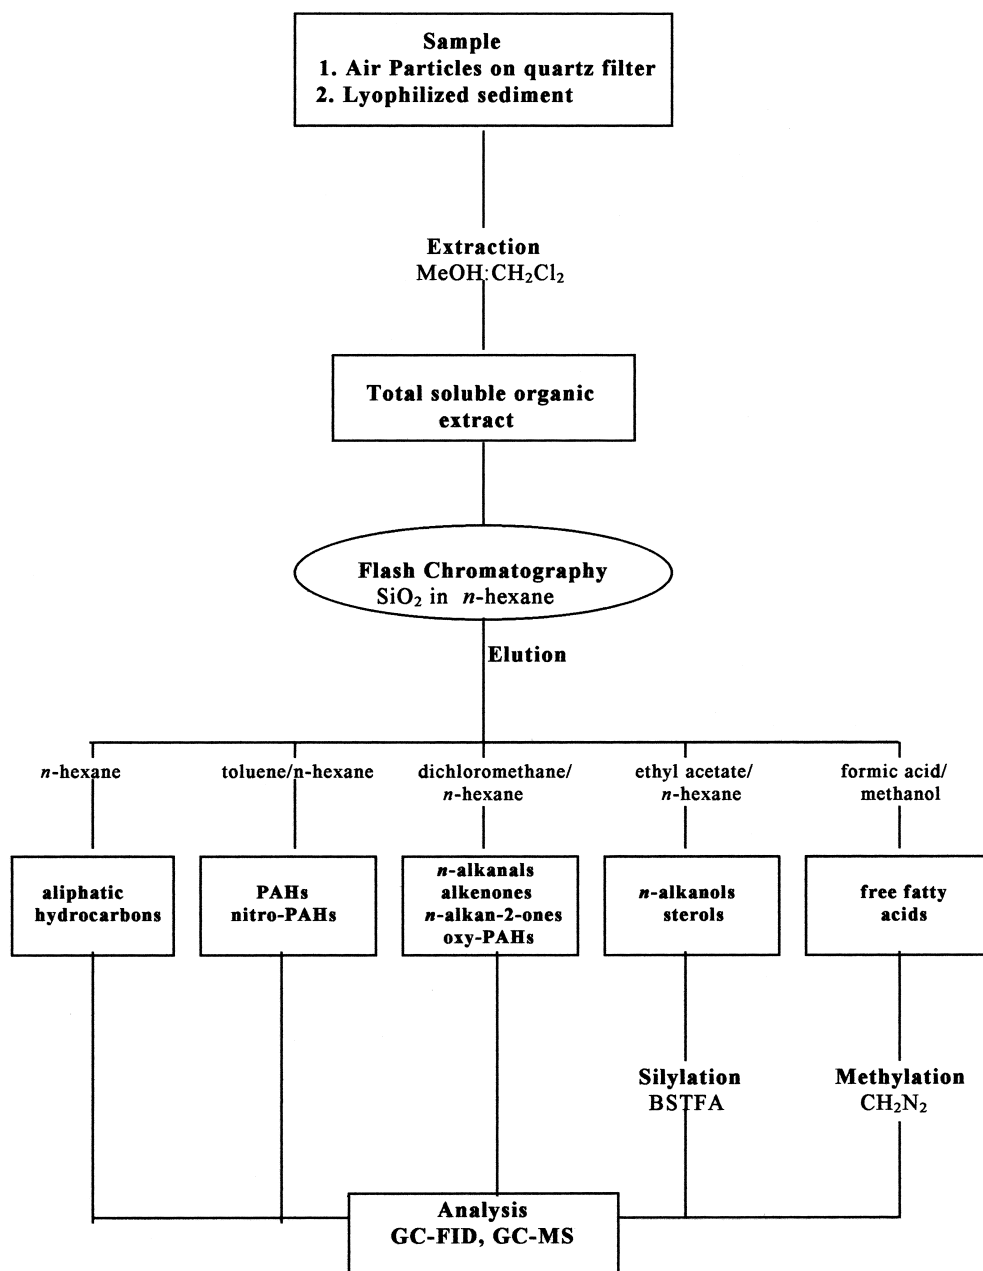 Sample
1. Air Particles on quartz filter
2. Lyophilized sediment
Extraction
MeOH:CH₂Cl₂
Total soluble organic
extract
Flash Chromatography
SiO₂ in n-hexane
Elution
n-hexane
toluene/n-hexane
dichloromethane/
n-hexane
ethyl acetate/
n-hexane
formic acid/
methanol
aliphatic
hydrocarbons
PAHs
nitro-PAHs
n-alkanals
alkenones
n-alkan-2-ones
oxy-PAHs
n-alkanols
sterols
free fatty
acids
Silylation
BSTFA
Methylation
CH₂N₂
Analysis
GC-FID, GC-MS